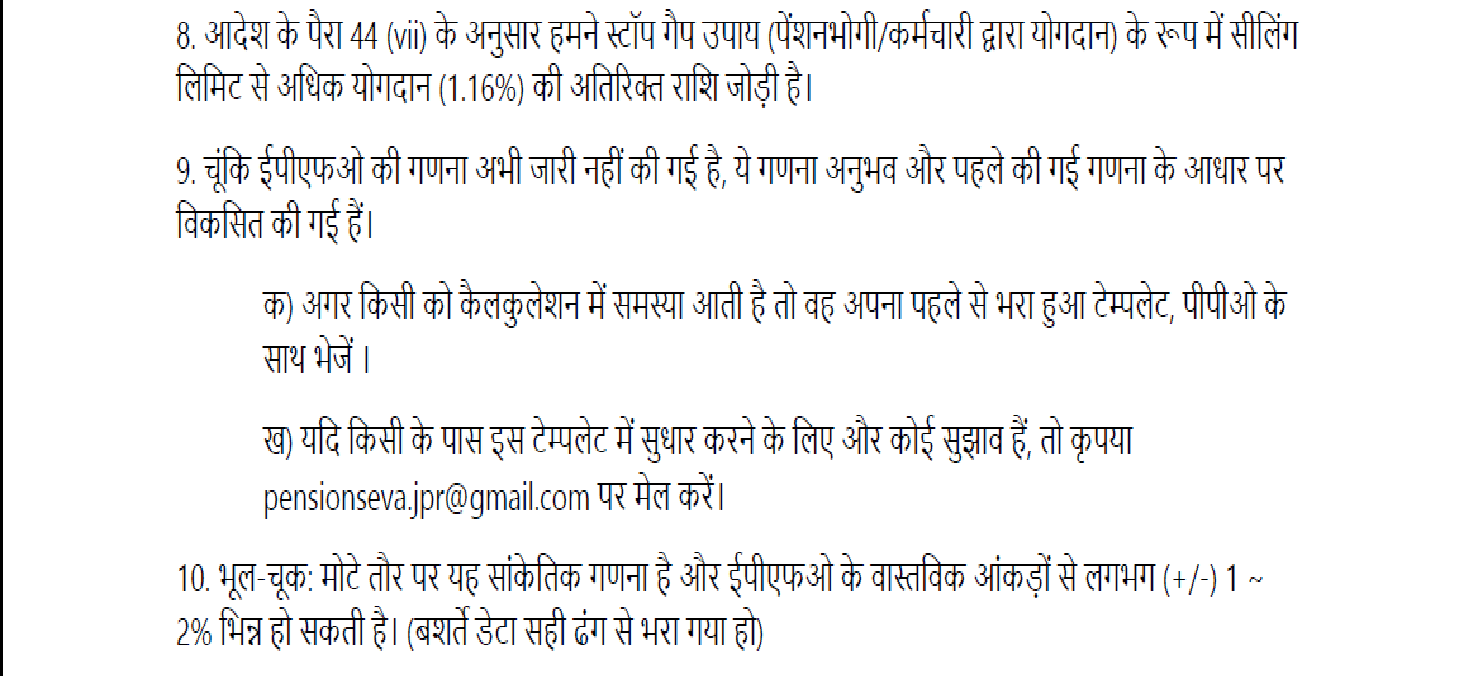 8. आदेश के पैरा 44 (vii) के अनुसार हमने स्टॉप गैप उपाय (पेंशनभोगी/कर्मचारी द्वारा योगदान) के रूप में सीलिंग
लिमिट से अधिक योगदान (1.16%) की अतिरिक्त राशि जोड़ी है।
9. चूंकि ईपीएफओ की गणना अभी जारी नहीं की गई है, ये गणना अनुभव और पहले की गई गणना के आधार पर
विकसित की गई हैं।
क) अगर किसी को कैलकुलेशन में समस्या आती है तो वह अपना पहले से भरा हुआ टेम्पलेट, पीपीओ के
साथ भेजें ।
ख) यदि किसी के पास इस टेम्पलेट में सुधार करने के लिए और कोई सुझाव हैं, तो कृपया
pensionseva.jpr@gmail.com पर मेल करें।
10. भूल-चूक: मोटे तौर पर यह सांकेतिक गणना है और ईपीएफओ के वास्तविक आंकड़ों से लगभग (+/-) 1 ~
2% भिन्न हो सकती है। (बशर्ते डेटा सही ढंग से भरा गया हो)